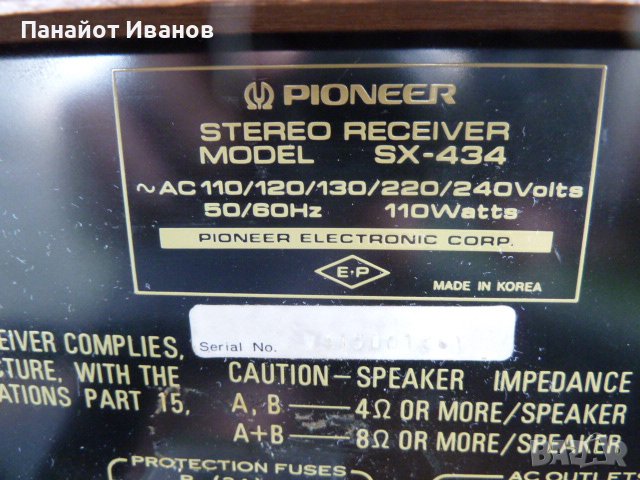 Панайот Иванов
PIONEER
STEREO RECEIVER
MODEL SX-434
~AC110/120/130/220/240Volts
50/60Hz 110Watts
PIONEER ELECTRONIC CORP.
E·P
MADE IN KOREA
Serial No.
EIVER COMPLIES,
CTURE, WITH THE
ATIONS PART 15,
CAUTION–SPEAKER IMPEDANCE
A, B — 4Ω OR MORE/SPEAKER
A+B — 8Ω OR MORE/SPEAKER
PROTECTION FUSES
AC OUTLETS
BAZAR